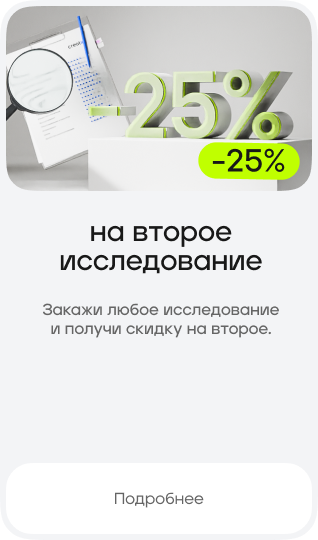 -25%
-25%
на второе
исследование
Закажи любое исследование
и получи скидку на второе.
Подробнее